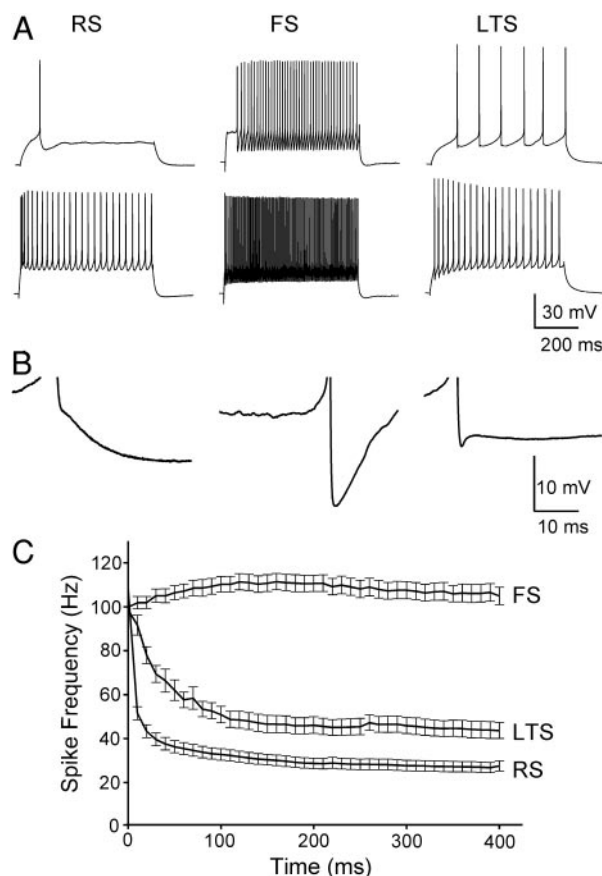 A
RS FS LTS
30 mV
200 ms
B
10 mV
10 ms
C
Spike Frequency (Hz)
120
100
80
60
40
20
0
0 100 200 300 400
Time (ms)
FS
LTS
RS